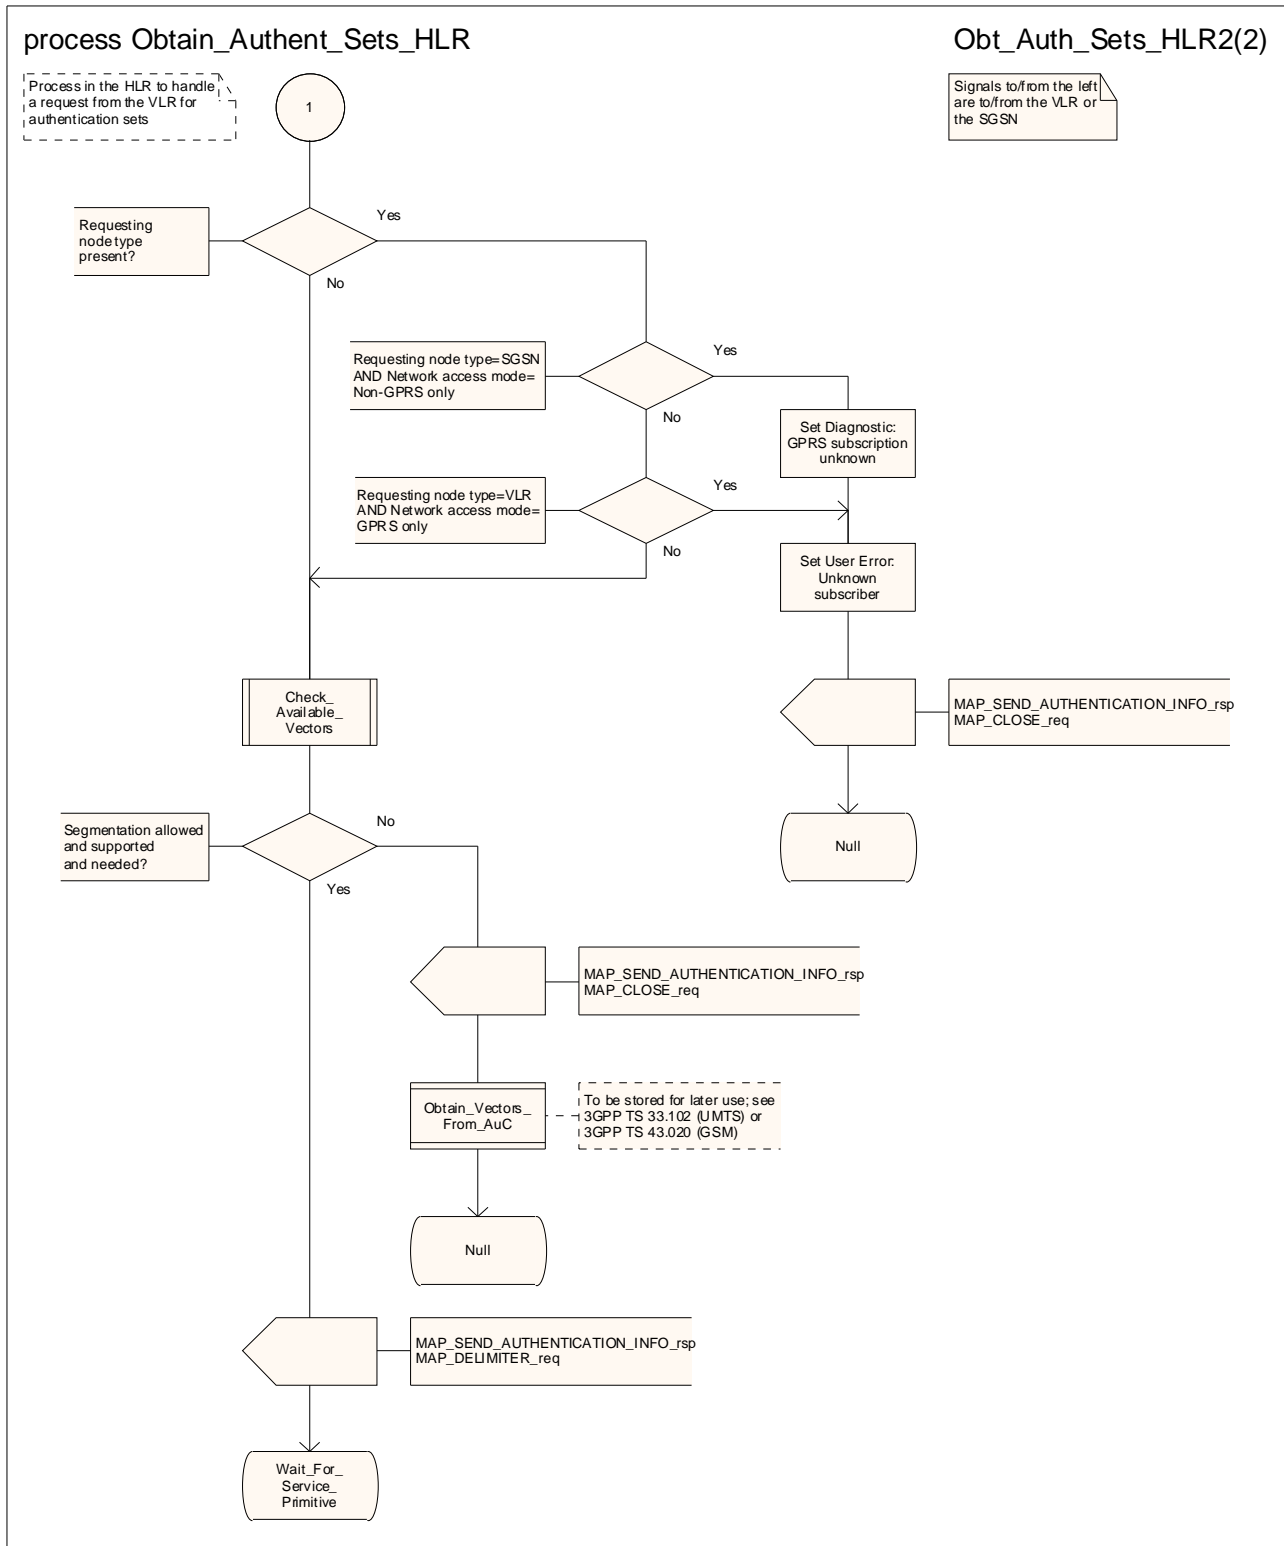 process Obtain_Authent_Sets_HLR
Obt_Auth_Sets_HLR2(2)
Process in the HLR to handle
a request from the VLR for
authentication sets
1
Signals to/from the left
are to/from the VLR or
the SGSN
Requesting
node type
present?
Yes
No
Requesting node type=SGSN
AND Network access mode=
Non-GPRS only
Yes
No
Set Diagnostic:
GPRS subscription
unknown
Requesting node type=VLR
AND Network access mode=
GPRS only
Yes
No
Set User Error:
Unknown
subscriber
Check_
Available_
Vectors
MAP_SEND_AUTHENTICATION_INFO_rsp
MAP_CLOSE_req
Segmentation allowed
and supported
and needed?
No
Yes
Null
MAP_SEND_AUTHENTICATION_INFO_rsp
MAP_CLOSE_req
Obtain_Vectors_
From_AuC
To be stored for later use; see
3GPP TS 33.102 (UMTS) or
3GPP TS 43.020 (GSM)
Null
MAP_SEND_AUTHENTICATION_INFO_rsp
MAP_DELIMITER_req
Wait_For_
Service_
Primitive